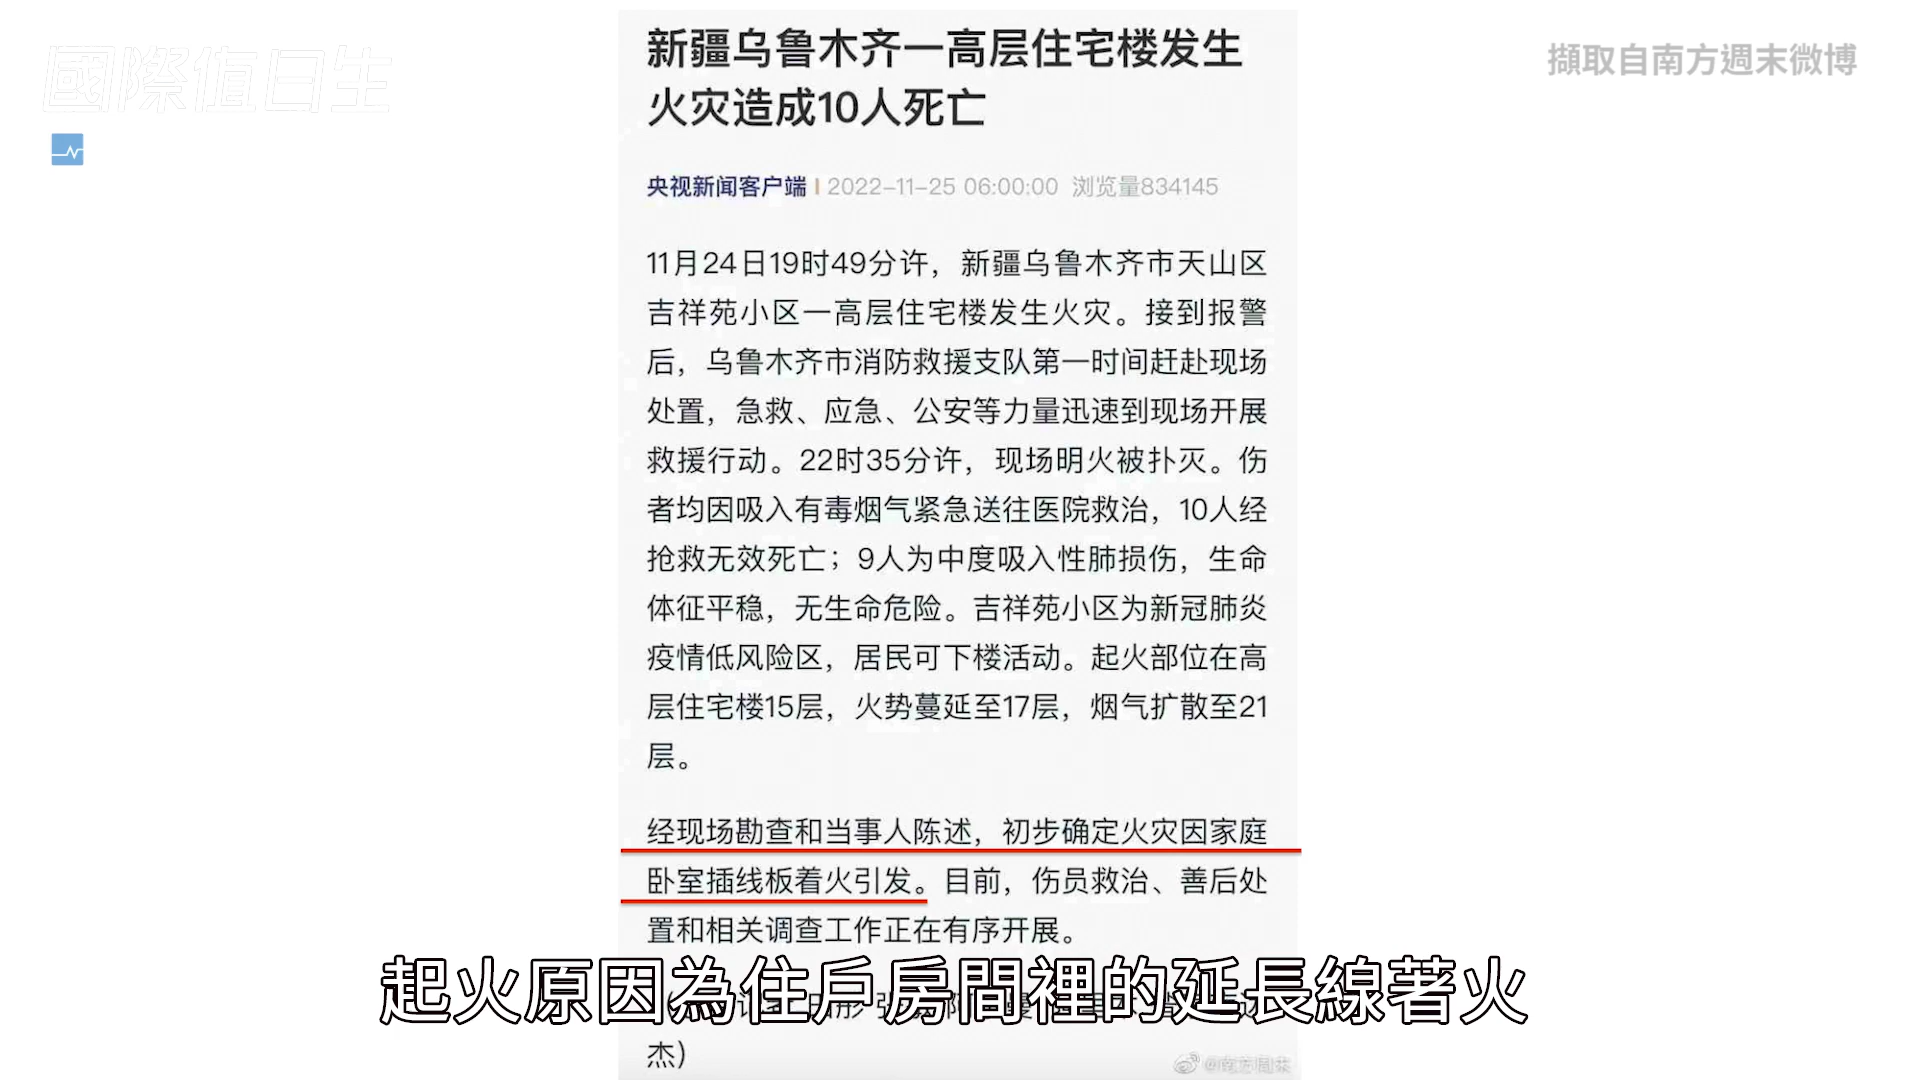 國際值日生
擷取自南方週末微博
新疆乌鲁木齐一高层住宅楼发生
火灾造成10人死亡
央视新闻客户端 | 2022-11-25 06:00:00 浏览量834145
11月24日19时49分许，新疆乌鲁木齐市天山区
吉祥苑小区一高层住宅楼发生火灾。接到报警
后，乌鲁木齐市消防救援支队第一时间赶赴现场
处置，急救、应急、公安等力量迅速到现场开展
救援行动。22时35分许，现场明火被扑灭。伤
者均因吸入有毒烟气紧急送往医院救治，10人经
抢救无效死亡；9人为中度吸入性肺损伤，生命
体征平稳，无生命危险。吉祥苑小区为新冠肺炎
疫情低风险区，居民可下楼活动。起火部位在高
层住宅楼15层，火势蔓延至17层，烟气扩散至21
层。
经现场勘查和当事人陈述，初步确定火灾因家庭
卧室插线板着火引发。目前，伤员救治、善后处
置和相关调查工作正在有序开展。
起火原因為住戶房間裡的延長線著火
杰）
@南方周末